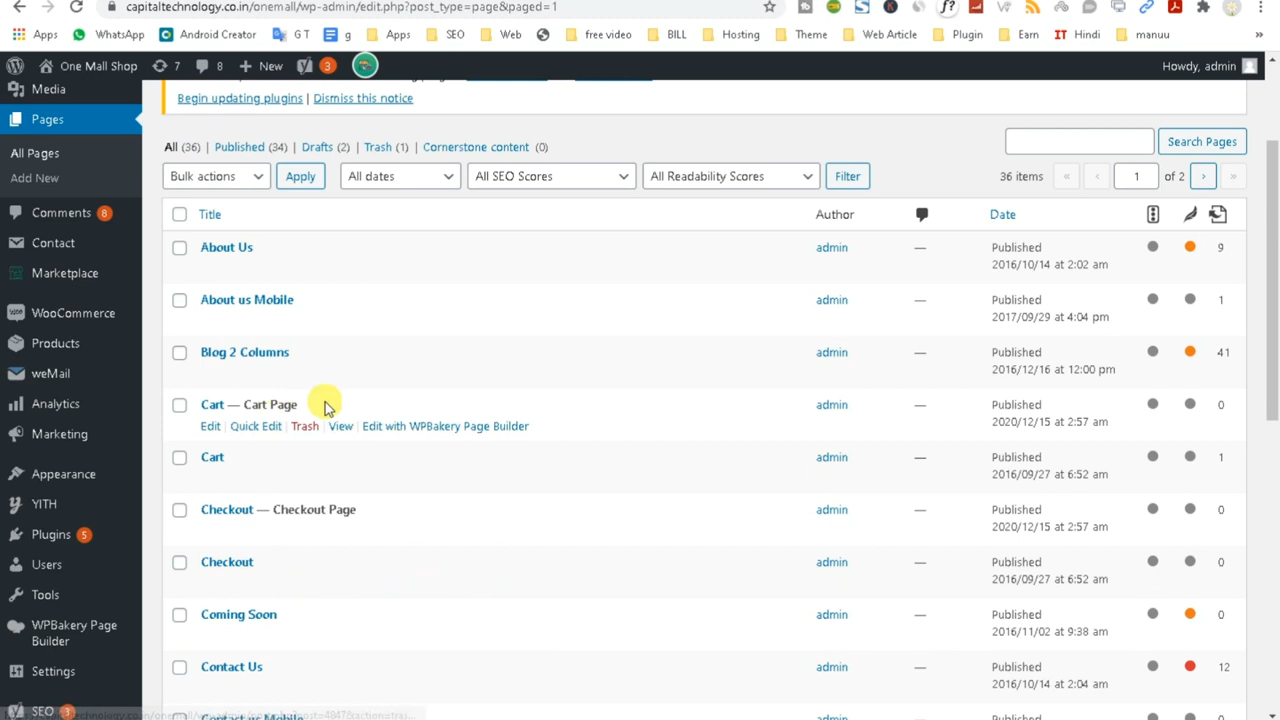 capitaltechnology.co.in/onemall/wp-admin/edit.php?post_type=page&paged=1
Apps WhatsApp Android Creator G T g Apps SEO Web free video BILL Hosting Theme Web Article Plugin Earn IT Hindi manuu »
One Mall Shop 7 8 + New 3 Howdy, admin
Media
Begin updating plugins | Dismiss this notice
Pages
All (36) | Published (34) | Drafts (2) | Trash (1) | Cornerstone content (0) Search Pages
All Pages
Bulk actions Apply All dates All SEO Scores All Readability Scores Filter 36 items « ‹ 1 of 2 › »
Add New
Comments 8
Title Author Date
Contact
About Us admin — Published 9
2016/10/14 at 2:02 am
Marketplace
About us Mobile admin — Published 1
2017/09/29 at 4:04 pm
WooCommerce
Products
Blog 2 Columns admin — Published 41
2016/12/16 at 12:00 pm
weMail
Analytics
Cart — Cart Page admin — Published 0
Edit | Quick Edit | Trash | View | Edit with WPBakery Page Builder 2020/12/15 at 2:57 am
Marketing
Cart admin — Published 1
2016/09/27 at 6:52 am
Appearance
YITH
Checkout — Checkout Page admin — Published 0
2020/12/15 at 2:57 am
Plugins 5
Users
Checkout admin — Published 0
2016/09/27 at 6:52 am
Tools
Coming Soon admin — Published 0
2016/11/02 at 9:38 am
WPBakery Page
Builder
Settings
Contact Us admin — Published 12
2016/10/14 at 2:04 am
SEO 3